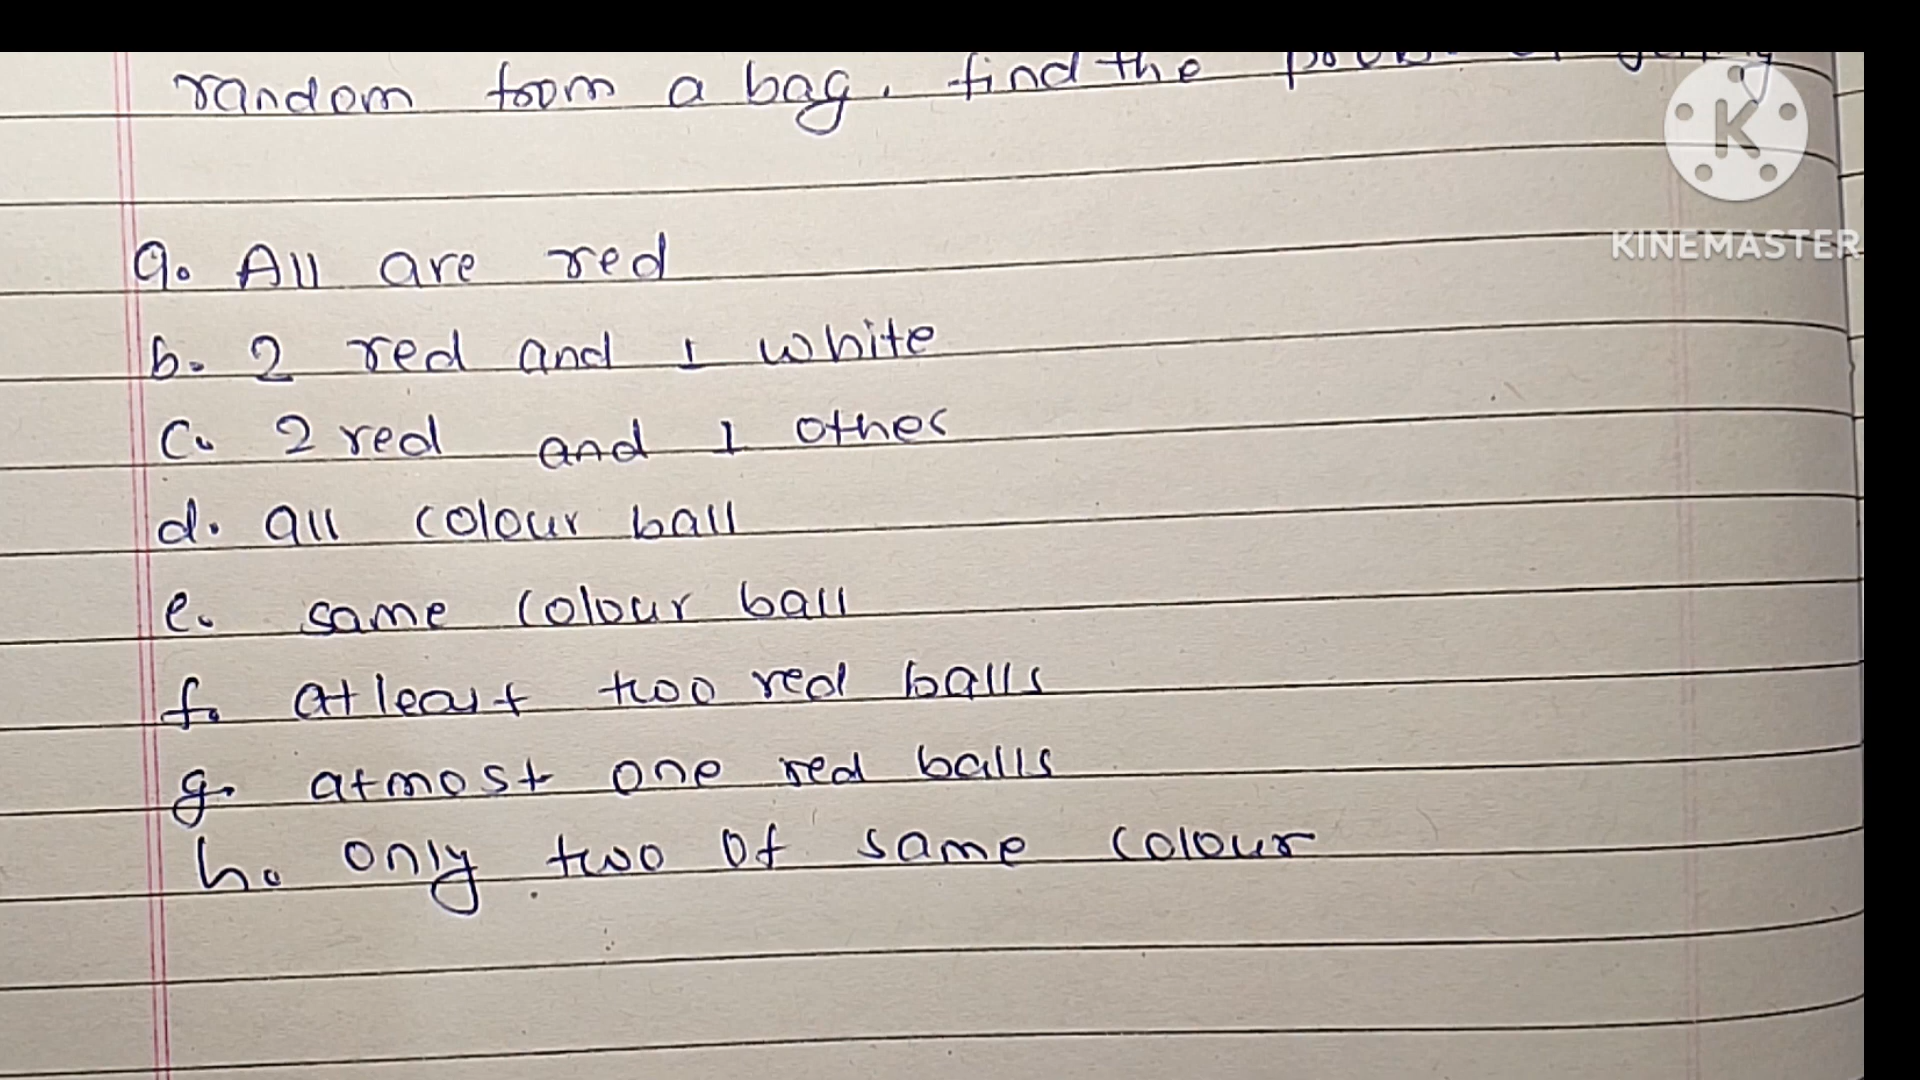 random from a bag. find the
K
KINEMASTER
a. All are red
b. 2 red and 1 white
c. 2 red and 1 other
d. all colour ball
e. same colour ball
f. atleast two red balls
g. atmost one red balls
h. only two of same colour